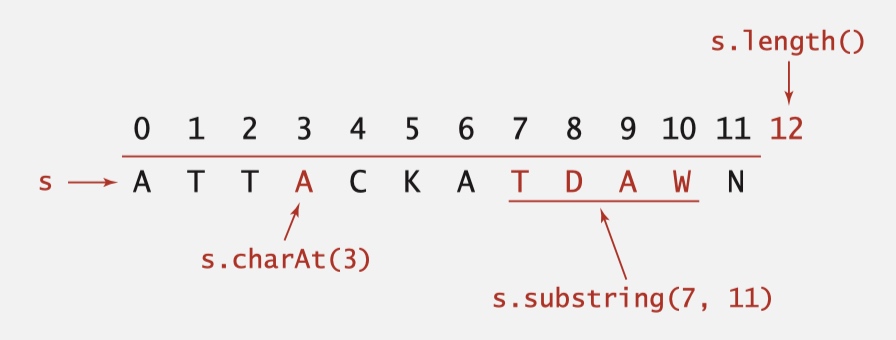 s.length()
0 1 2 3 4 5 6 7 8 9 10 11 12
s A T T A C K A T D A W N
s.charAt(3)
s.substring(7, 11)